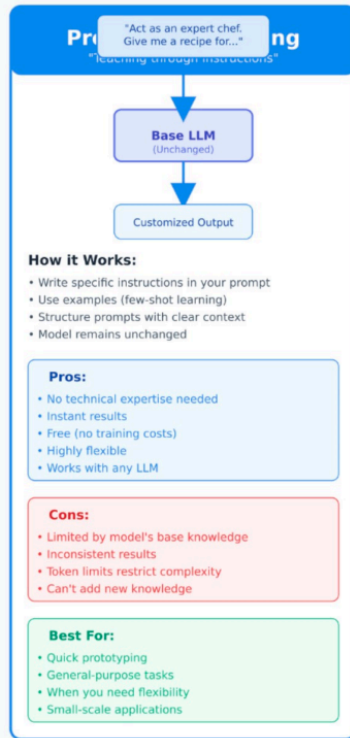 "Act as an expert chef.
Give me a recipe for..."
"Teaching through instructions"
Base LLM
(Unchanged)
Customized Output
How it Works:
• Write specific instructions in your prompt
• Use examples (few-shot learning)
• Structure prompts with clear context
• Model remains unchanged
Pros:
• No technical expertise needed
• Instant results
• Free (no training costs)
• Highly flexible
• Works with any LLM
Cons:
• Limited by model's base knowledge
• Inconsistent results
• Token limits restrict complexity
• Can't add new knowledge
Best For:
• Quick prototyping
• General-purpose tasks
• When you need flexibility
• Small-scale applications